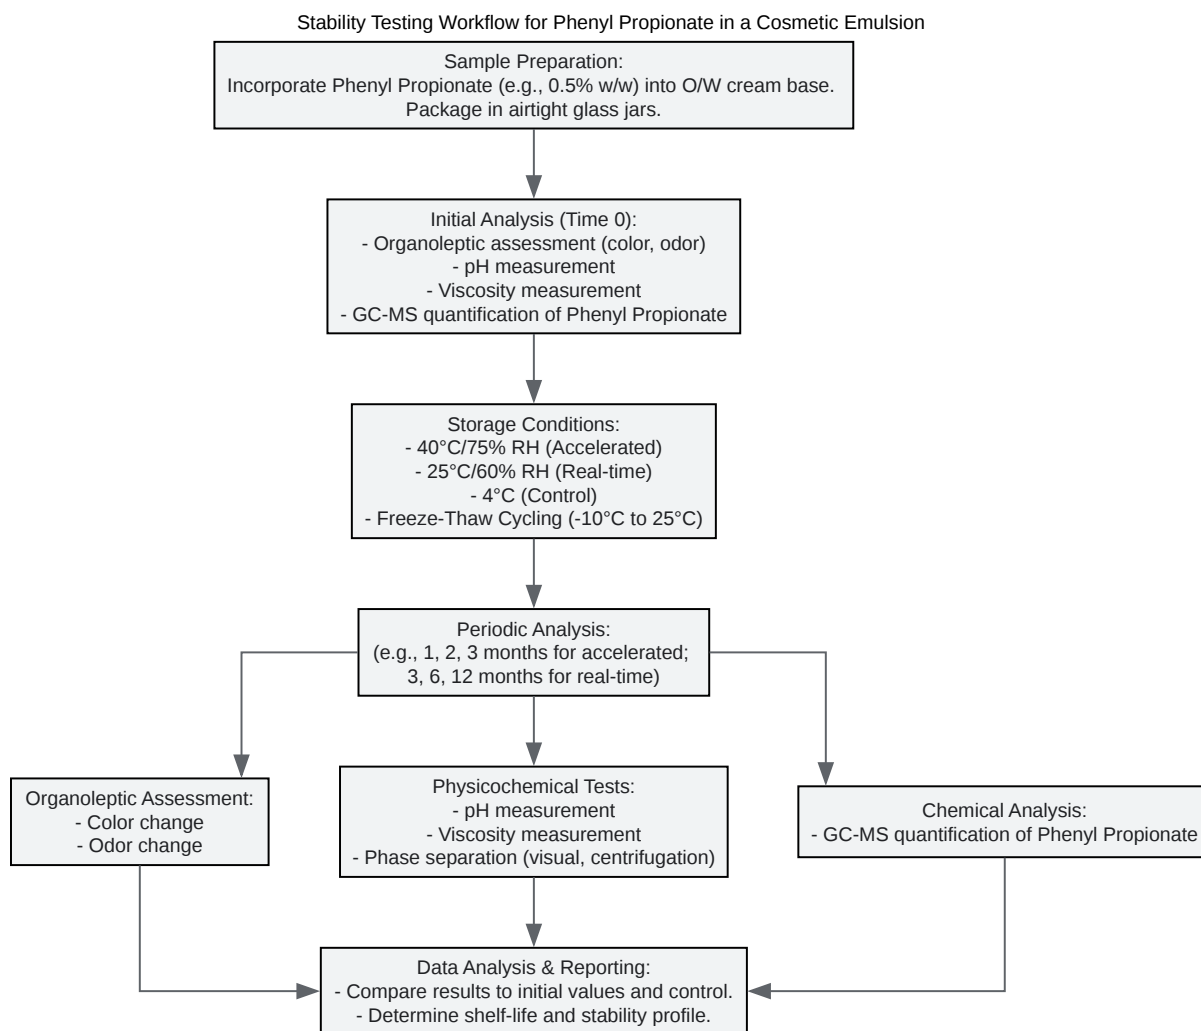 Stability Testing Workflow for Phenyl Propionate in a Cosmetic Emulsion
Sample Preparation:
Incorporate Phenyl Propionate (e.g., 0.5% w/w) into O/W cream base.
Package in airtight glass jars.
Initial Analysis (Time 0):
- Organoleptic assessment (color, odor)
- pH measurement
- Viscosity measurement
- GC-MS quantification of Phenyl Propionate
Storage Conditions:
- 40°C/75% RH (Accelerated)
- 25°C/60% RH (Real-time)
- 4°C (Control)
- Freeze-Thaw Cycling (-10°C to 25°C)
Periodic Analysis:
(e.g., 1, 2, 3 months for accelerated;
3, 6, 12 months for real-time)
Organoleptic Assessment:
- Color change
- Odor change
Physicochemical Tests:
- pH measurement
- Viscosity measurement
- Phase separation (visual, centrifugation)
Chemical Analysis:
- GC-MS quantification of Phenyl Propionate
Data Analysis & Reporting:
- Compare results to initial values and control.
- Determine shelf-life and stability profile.